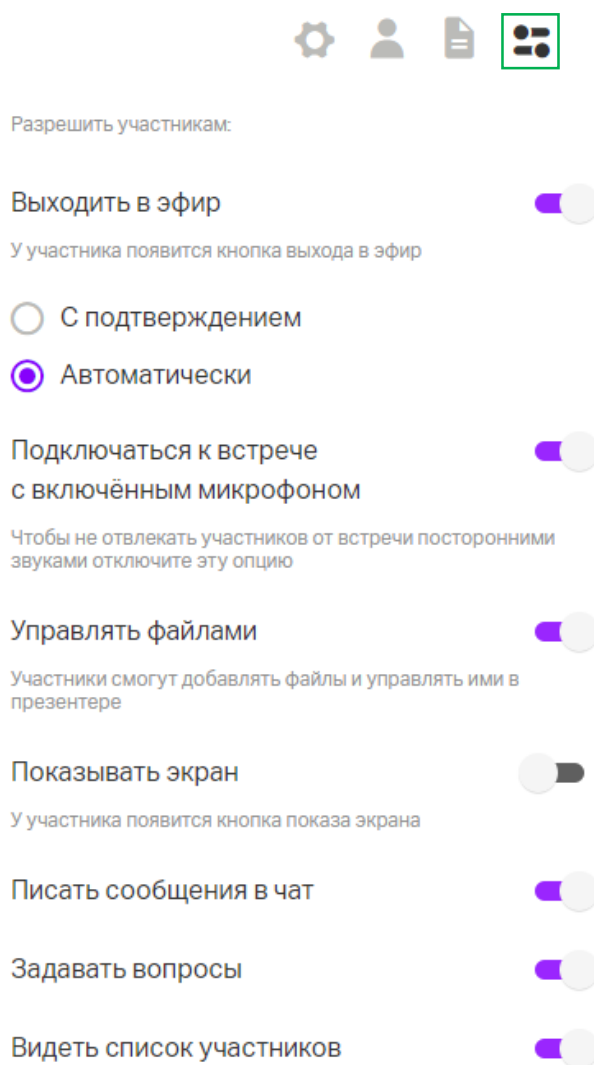 Разрешить участникам:
Выходить в эфир
У участника появится кнопка выхода в эфир
С подтверждением
Автоматически
Подключаться к встрече
с включённым микрофоном
Чтобы не отвлекать участников от встречи посторонними
звуками отключите эту опцию
Управлять файлами
Участники смогут добавлять файлы и управлять ими в
презентере
Показывать экран
У участника появится кнопка показа экрана
Писать сообщения в чат
Задавать вопросы
Видеть список участников